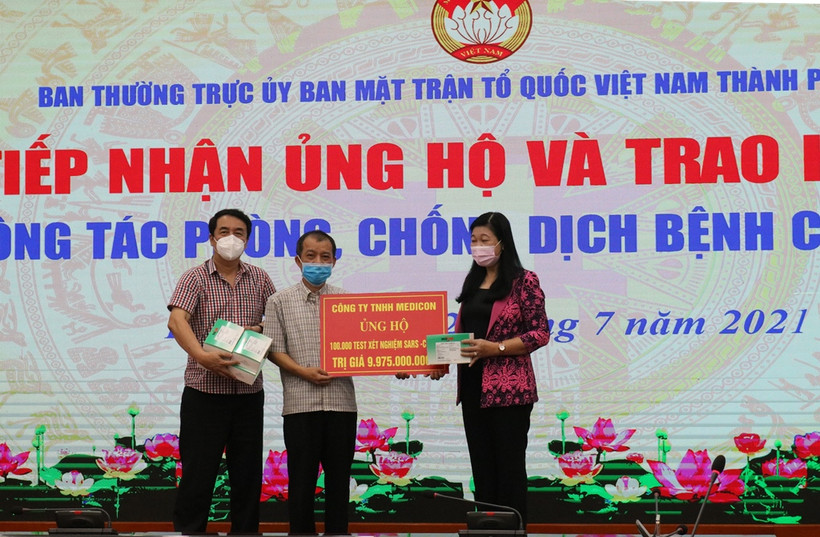 VIỆT NAM
BAN THƯỜNG TRỰC ỦY BAN MẶT TRẬN TỔ QUỐC VIỆT NAM THÀNH P
TIẾP NHẬN ỦNG HỘ VÀ TRAO
ÔNG TÁC PHÒNG, CHỐNG DỊCH BỆNH C
7 năm 2021
CÔNG TY TNHH MEDICON
ỦNG HỘ
100.000 TEST XÉT NGHIỆM SARS -C
TRỊ GIÁ 9.975.000.000